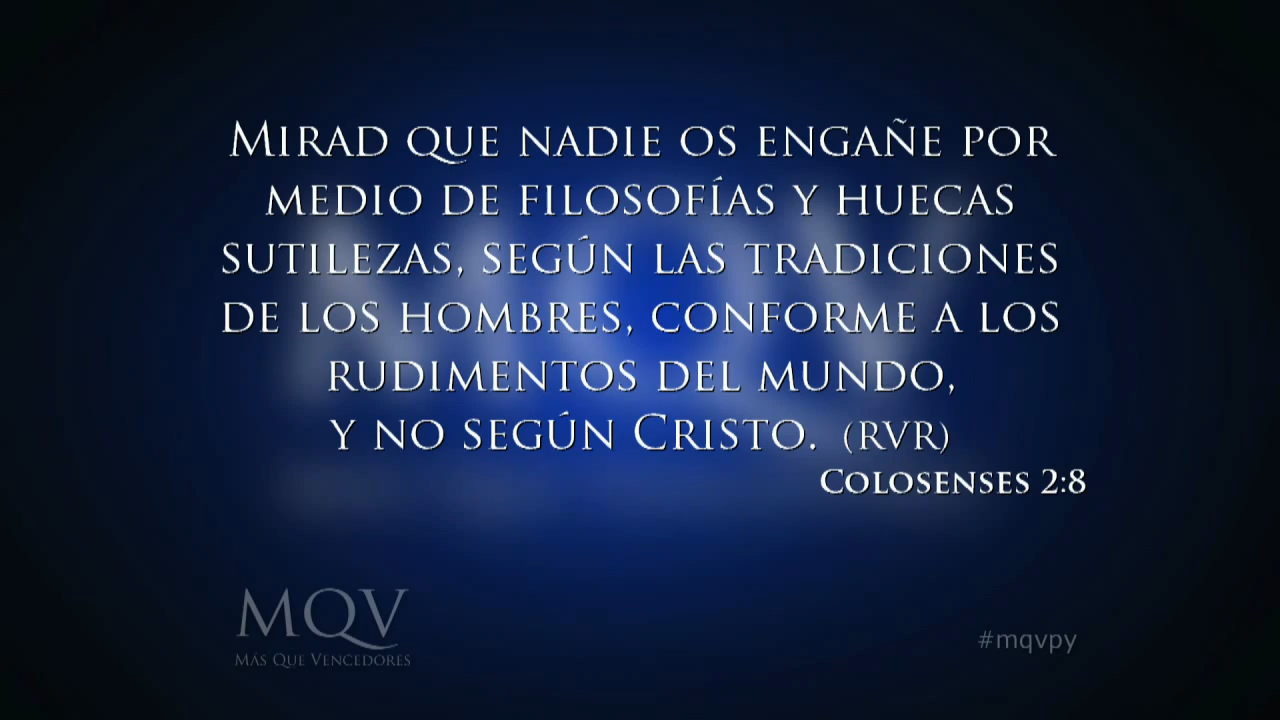 Mirad que nadie os engañe por
medio de filosofías y huecas
sutilezas, según las tradiciones
de los hombres, conforme a los
rudimentos del mundo,
y no según Cristo. (RVR)
Colosenses 2:8
MQV
Más Que Vencedores
#mqvpy